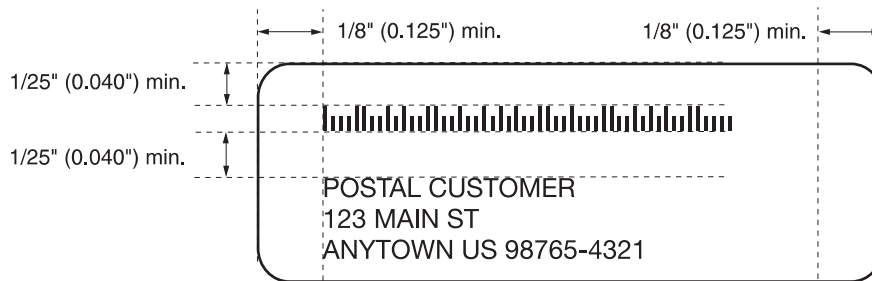 1/8" (0.125") min. 1/8" (0.125") min.
1/25" (0.040") min.
1/25" (0.040") min.
POSTAL CUSTOMER
123 MAIN ST
ANYTOWN US 98765-4321